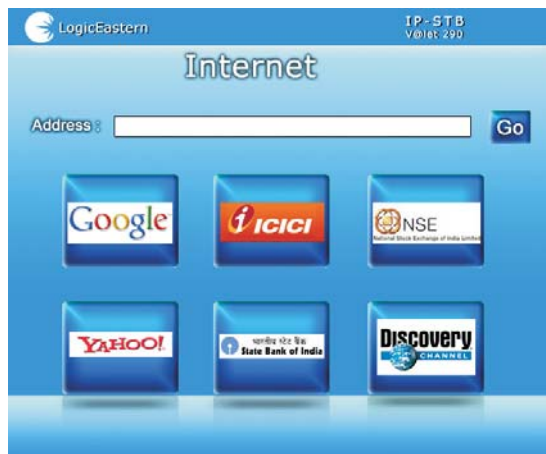 LogicEastern
IP-STB
V@let 290
Internet
Address :
Go
Google
i ICICI
NSE
National Stock Exchange of India Limited
YAHOO!
भारतीय स्टेट बैंक
State Bank of India
DISCOVERY
CHANNEL